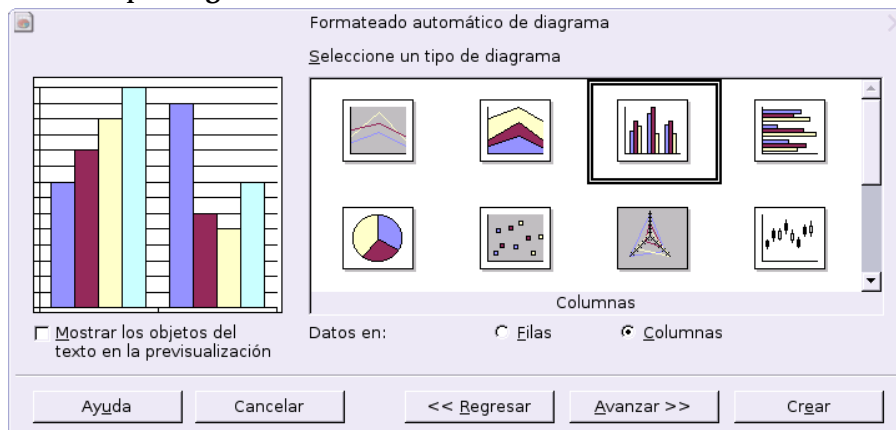 Formateado automático de diagrama
Seleccione un tipo de diagrama
Columnas
Mostrar los objetos del
texto en la previsualización
Datos en:
Filas
Columnas
Ayuda
Cancelar
<< Regresar
Avanzar >>
Crear